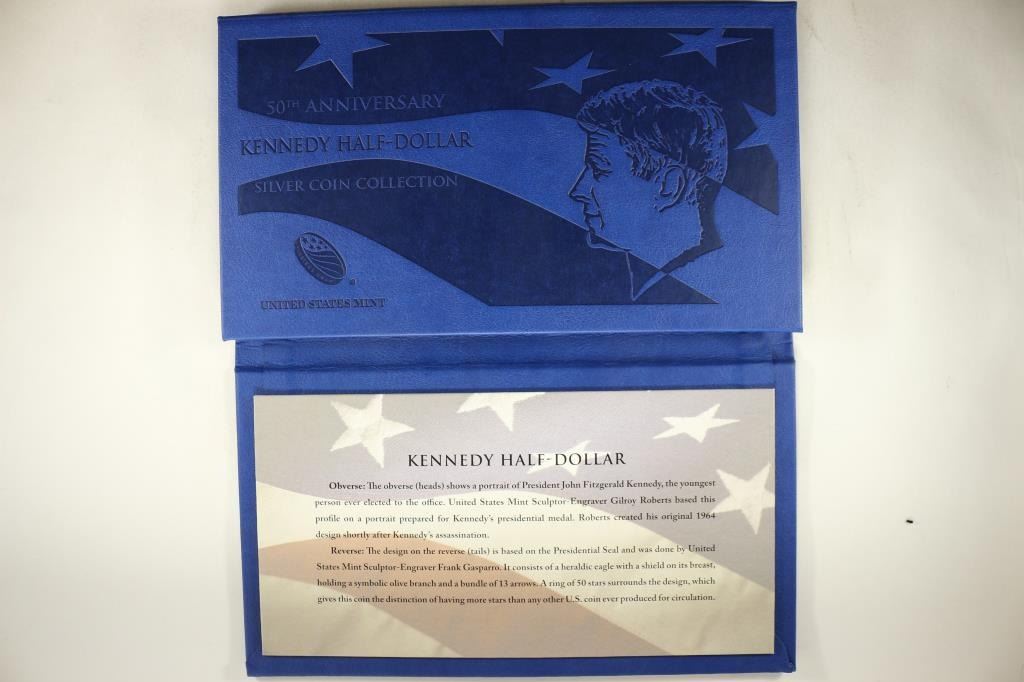 50TH ANNIVERSARY
KENNEDY HALF-DOLLAR
SILVER COIN COLLECTION
UNITED STATES MINT
KENNEDY HALF-DOLLAR
Obverse: The obverse (heads) shows a portrait of President John Fitzgerald Kennedy, the youngest
person ever elected to the office. United States Mint Sculptor-Engraver Gilroy Roberts based this
profile on a portrait prepared for Kennedy's presidential medal. Roberts created his original 1964
design shortly after Kennedy's assassination.
Reverse: The design on the reverse (tails) is based on the Presidential Seal and was done by United
States Mint Sculptor-Engraver Frank Gasparro. It consists of a heraldic eagle with a shield on its breast,
holding a symbolic olive branch and a bundle of 13 arrows. A ring of 50 stars surrounds the design, which
gives this coin the distinction of having more stars than any other U.S. coin ever produced for circulation.